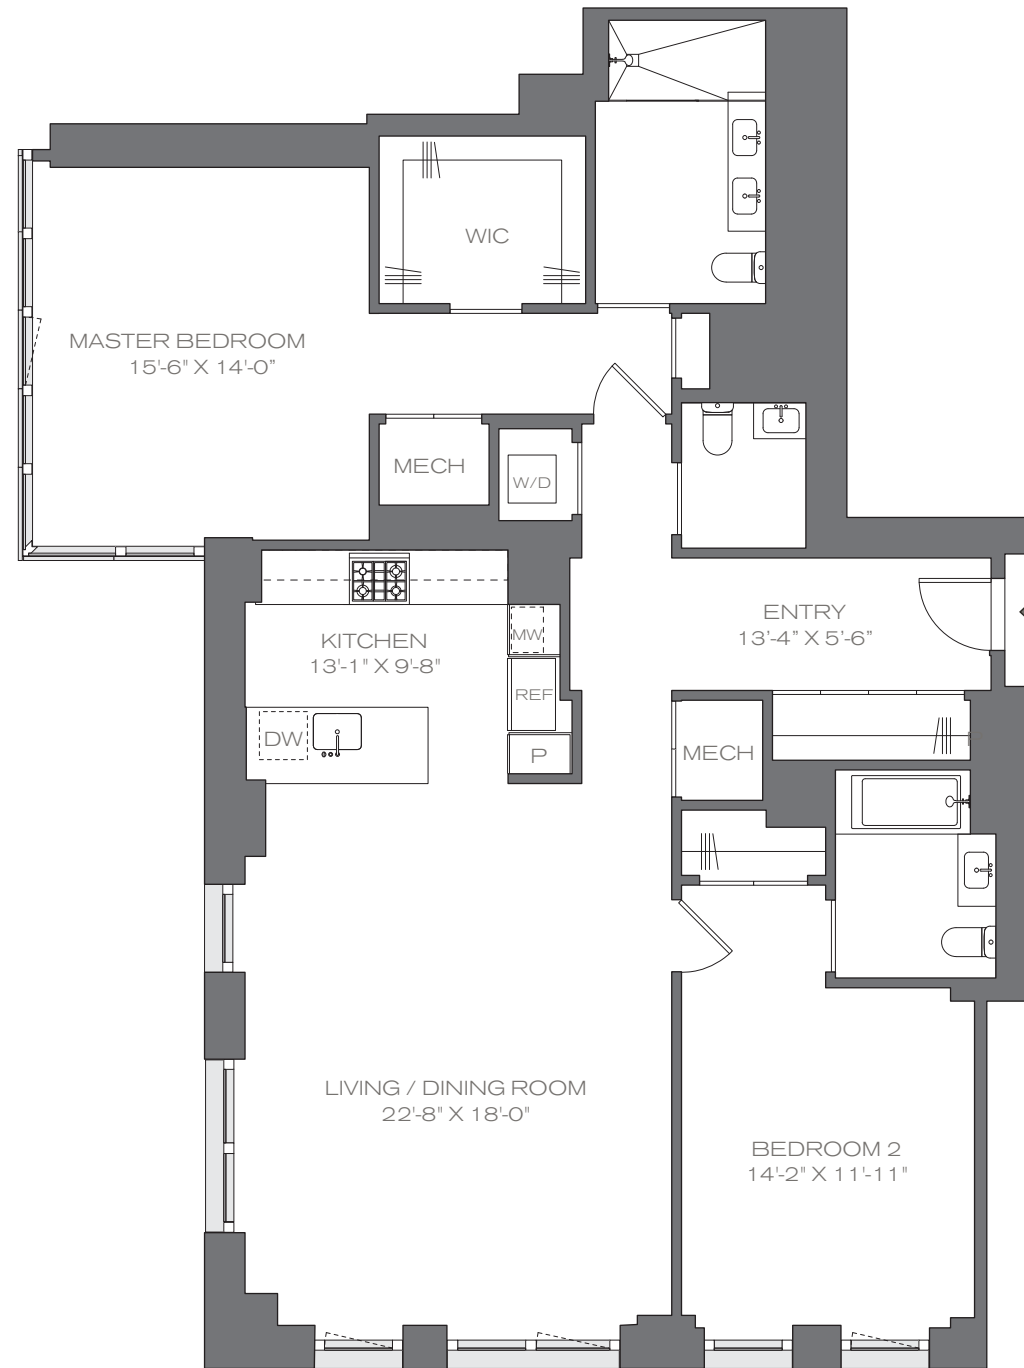 WIC
MASTER BEDROOM
15'-6" X 14'-0”
MECH
W/D
ENTRY
13'-4” X 5'-6”
KITCHEN
13'-1" X 9'-8"
MW
REF
DW
P
MECH
LIVING / DINING ROOM
22'-8" X 18'-0"
BEDROOM 2
14'-2" X 11'-11"